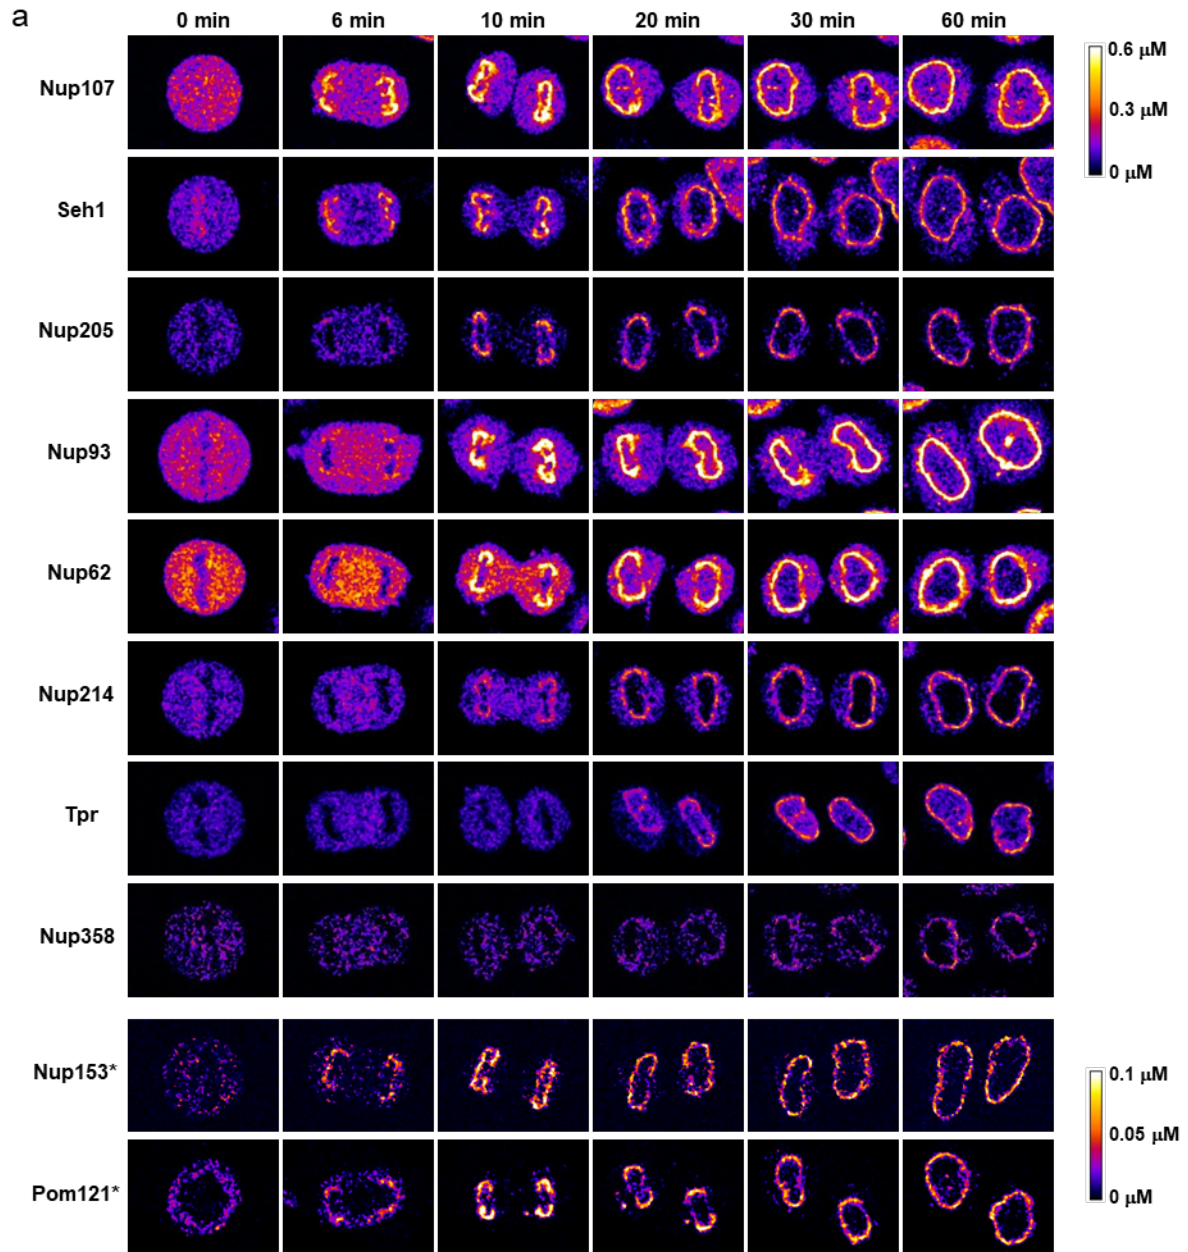 a
0 min 6 min 10 min 20 min 30 min 60 min
Nup107
0.6 µM
0.3 µM
0 µM
Seh1
Nup205
Nup93
Nup62
Nup214
Tpr
Nup358
Nup153*
0.1 µM
0.05 µM
0 µM
Pom121*